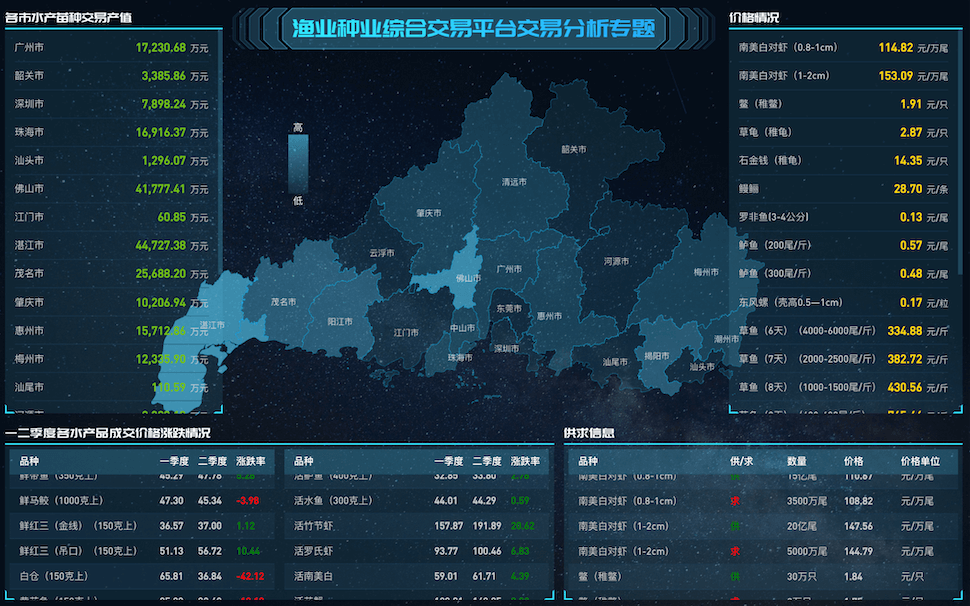 渔业种业综合交易平台交易分析专题
各市水产苗种交易产值
广州市 17,230.68 万元
韶关市 3,385.86 万元
深圳市 7,898.24 万元
珠海市 16,916.37 万元
汕头市 1,296.07 万元
佛山市 41,777.41 万元
江门市 60.85 万元
湛江市 44,727.38 万元
茂名市 25,688.20 万元
肇庆市 10,206.94 万元
惠州市 15,712.86 万元
梅州市 12,335.90 万元
汕尾市 110.59 万元
高
低
韶关市
清远市
肇庆市
云浮市
广州市
河源市
梅州市
佛山市
茂名市
东莞市
惠州市
阳江市
湛江市
江门市
中山市
潮州市
深圳市
珠海市
揭阳市
汕尾市
汕头市
价格情况
南美白对虾（0.8-1cm） 114.82 元/万尾
南美白对虾（1-2cm） 153.09 元/万尾
鳖（稚鳖） 1.91 元/只
草龟（稚龟） 2.87 元/只
石金钱（稚龟） 14.35 元/只
鳗鲡 28.70 元/条
罗非鱼(3-4公分) 0.13 元/尾
鲈鱼（200尾/斤） 0.57 元/尾
鲈鱼（300尾/斤） 0.48 元/尾
东风螺（壳高0.5—1cm） 0.17 元/粒
草鱼（6天）（4000-6000尾/斤） 334.88 元/斤
草鱼（7天）（2000-2500尾/斤） 382.72 元/斤
草鱼（8天）（1000-1500尾/斤） 430.56 元/斤
一二季度各水产品成交价格涨跌情况
品种 一季度 二季度 涨跌率
鲜马鲛（1000克上） 47.30 45.34 -3.98
鲜红三（金线）（150克上） 36.57 37.00 1.12
鲜红三（吊口）（150克上） 51.13 56.72 10.44
白仓（150克上） 65.81 36.84 -42.12
品种 一季度 二季度 涨跌率
活水鱼（300克上） 44.01 44.29 0.59
活竹节虾 157.87 191.89 20.62
活罗氏虾 93.77 100.46 6.83
活南美白 59.01 61.71 4.39
供求信息
品种 供/求 数量 价格 价格单位
南美白对虾（0.8-1cm） 供 15亿尾 110.67 元/万尾
南美白对虾（0.8-1cm） 求 3500万尾 108.82 元/万尾
南美白对虾（1-2cm） 供 20亿尾 147.56 元/万尾
南美白对虾（1-2cm） 求 5000万尾 144.79 元/万尾
鳖（稚鳖） 供 30万只 1.84 元/只